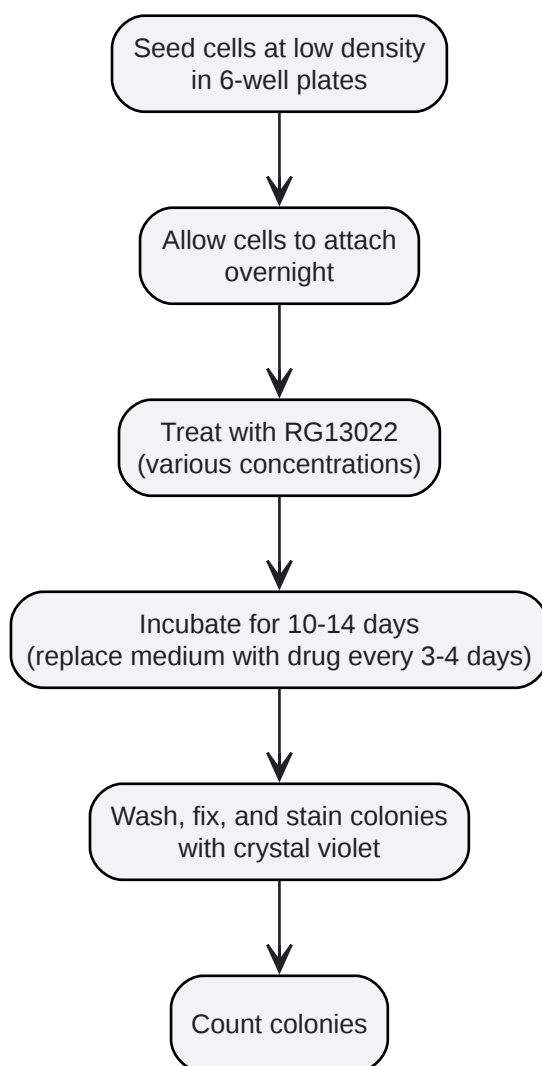 Seed cells at low density
in 6-well plates
Allow cells to attach
overnight
Treat with RG13022
(various concentrations)
Incubate for 10-14 days
(replace medium with drug every 3-4 days)
Wash, fix, and stain colonies
with crystal violet
Count colonies